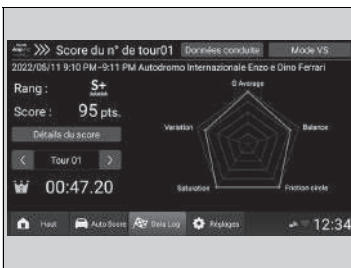 >>> Score du n° de tour01 Données conduite Mode VS
2022/05/11 9:10 PM–9:11 PM Autodromo Internazionale Enzo e Dino Ferrari
Rang : S+
Score : 95 pts.
Détails du score
< Tour 01 >
00:47.20
G Average
Variation
Balance
Saturation
Friction circle
Haut Auto Score Data Log Réglages 12:34